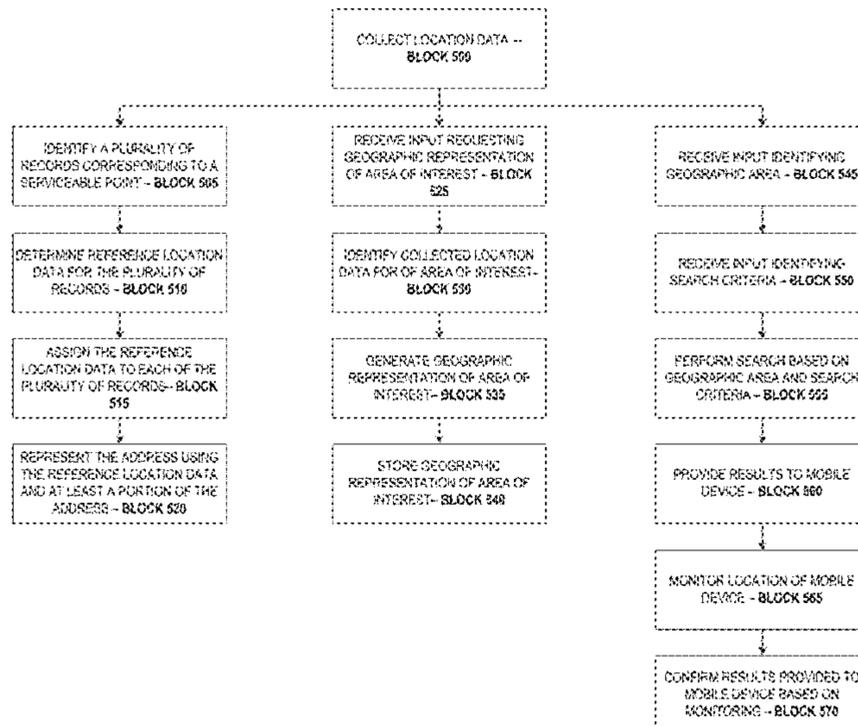 COLLECT LOCATION DATA –
BLOCK 500
IDENTIFY A PLURALITY OF
RECORDS CORRESPONDING TO A
SERVICEABLE POINT – BLOCK 505
DETERMINE REFERENCE LOCATION
DATA FOR THE PLURALITY OF
RECORDS – BLOCK 510
ASSIGN THE REFERENCE
LOCATION DATA TO EACH OF THE
PLURALITY OF RECORDS– BLOCK
515
REPRESENT THE ADDRESS USING
THE REFERENCE LOCATION DATA
AND AT LEAST A PORTION OF THE
ADDRESS – BLOCK 520
RECEIVE INPUT REQUESTING
GEOGRAPHIC REPRESENTATION
OF AREA OF INTEREST – BLOCK
525
IDENTIFY COLLECTED LOCATION
DATA FOR OF AREA OF INTEREST–
BLOCK 530
GENERATE GEOGRAPHIC
REPRESENTATION OF AREA OF
INTEREST– BLOCK 535
STORE GEOGRAPHIC
REPRESENTATION OF AREA OF
INTEREST– BLOCK 540
RECEIVE INPUT IDENTIFYING
GEOGRAPHIC AREA – BLOCK 545
RECEIVE INPUT IDENTIFYING
SEARCH CRITERIA – BLOCK 550
PERFORM SEARCH BASED ON
GEOGRAPHIC AREA AND SEARCH
CRITERIA – BLOCK 555
PROVIDE RESULTS TO MOBILE
DEVICE – BLOCK 560
MONITOR LOCATION OF MOBILE
DEVICE – BLOCK 565
CONFIRM RESULTS PROVIDED TO
MOBILE DEVICE BASED ON
MONITORING – BLOCK 570